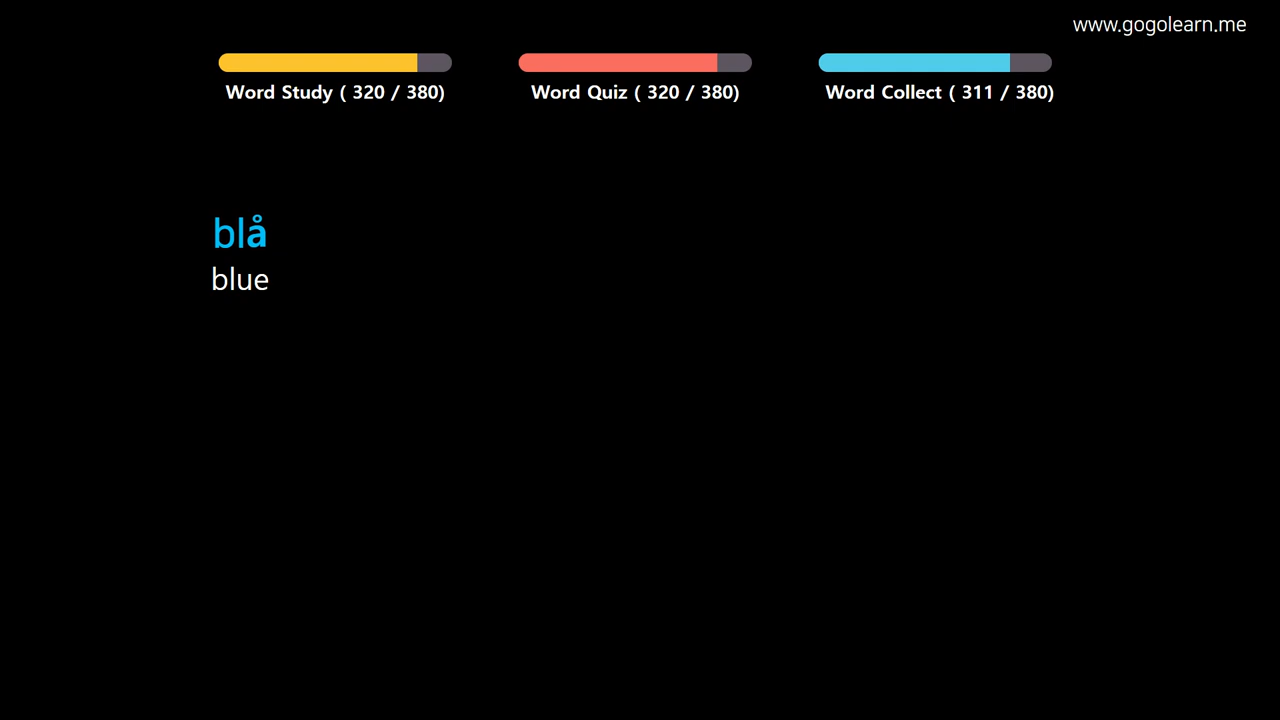 www.gogolearn.me
Word Study ( 320 / 380)
Word Quiz ( 320 / 380)
Word Collect ( 311 / 380)
blå
blue